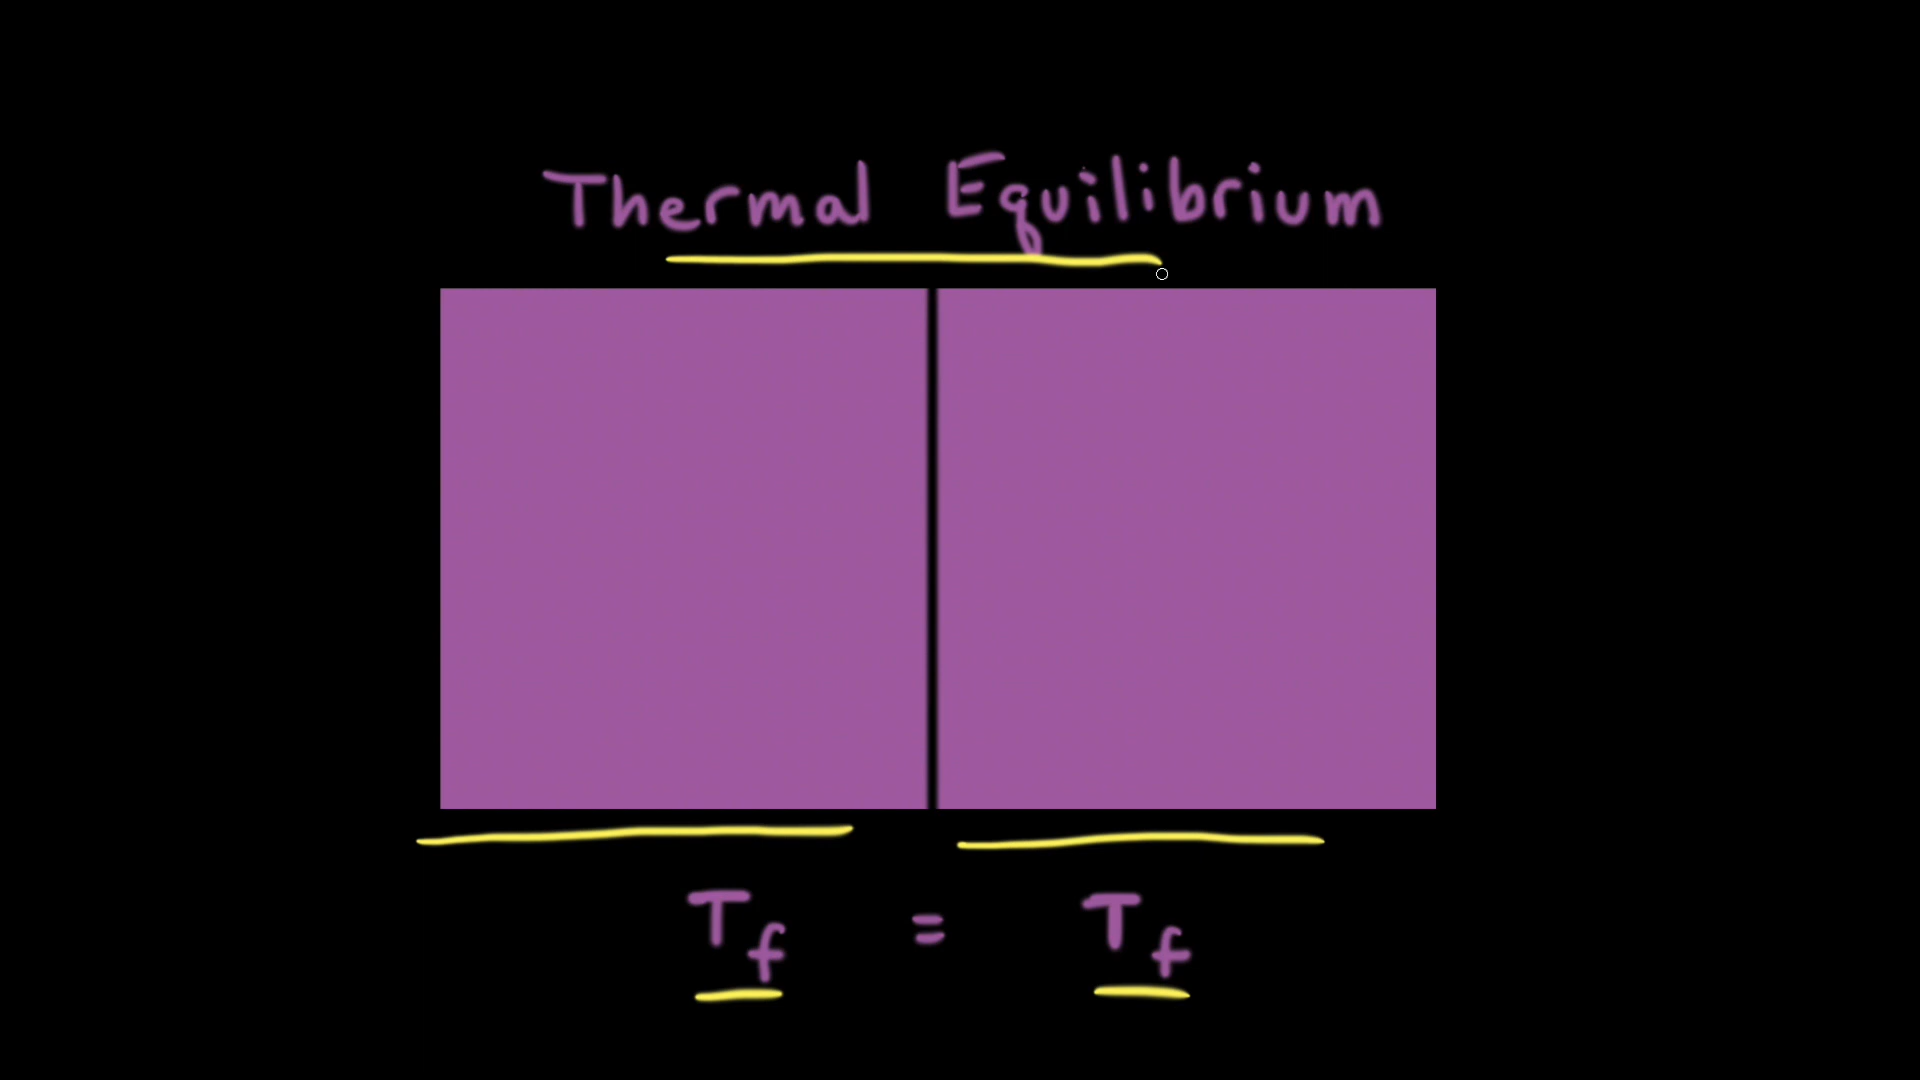 Thermal Equilibrium
Tf = Tf